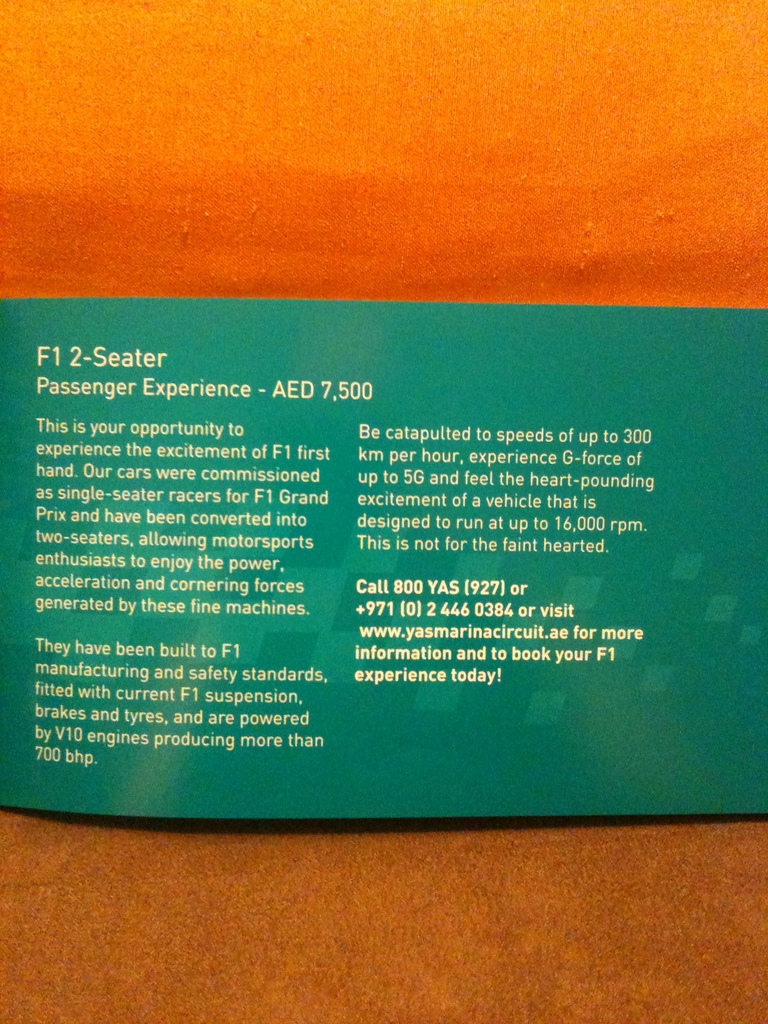 F1 2-Seater
Passenger Experience - AED 7,500
This is your opportunity to
experience the excitement of F1 first
hand. Our cars were commissioned
as single-seater racers for F1 Grand
Prix and have been converted into
two-seaters, allowing motorsports
enthusiasts to enjoy the power,
acceleration and cornering forces
generated by these fine machines.
They have been built to F1
manufacturing and safety standards,
fitted with current F1 suspension,
brakes and tyres, and are powered
by V10 engines producing more than
700 bhp.
Be catapulted to speeds of up to 300
km per hour, experience G-force of
up to 5G and feel the heart-pounding
excitement of a vehicle that is
designed to run at up to 16,000 rpm.
This is not for the faint hearted.
Call 800 YAS (927) or
+971 (0) 2 446 0384 or visit
www.yasmarinacircuit.ae for more
information and to book your F1
experience today!